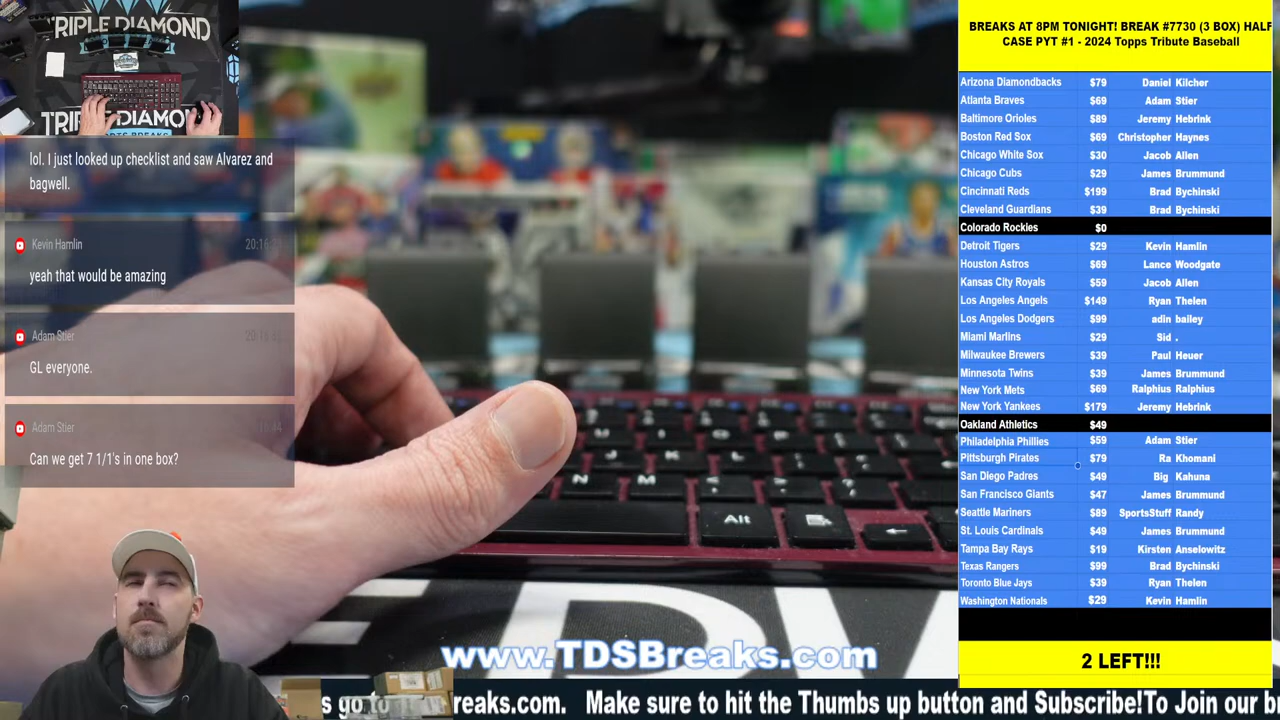 TRIPLE DIAMOND
TRIPLE DIAMO
SPORTS BREAKS
lol. I just looked up checklist and saw Alvarez and
bagwell.
Kevin Hamlin
yeah that would be amazing
Adam Stier
GL everyone.
Adam Stier
Can we get 7 1/1's in one box?
N M
Alt
E DIV
www.TDSBreaks.com
s go to breaks.com. Make sure to hit the Thumbs up button and Subscribe!To Join our b
BREAKS AT 8PM TONIGHT! BREAK #7730 (3 BOX) HALF
CASE PYT #1 - 2024 Topps Tribute Baseball
Arizona Diamondbacks $79 Daniel Kilcher
Atlanta Braves $69 Adam Stier
Baltimore Orioles $89 Jeremy Hebrink
Boston Red Sox $69 Christopher Haynes
Chicago White Sox $30 Jacob Allen
Chicago Cubs $29 James Brummund
Cincinnati Reds $199 Brad Bychinski
Cleveland Guardians $39 Brad Bychinski
Colorado Rockies $0
Detroit Tigers $29 Kevin Hamlin
Houston Astros $69 Lance Woodgate
Kansas City Royals $59 Jacob Allen
Los Angeles Angels $149 Ryan Thelen
Los Angeles Dodgers $99 adin bailey
Miami Marlins $29 Sid .
Milwaukee Brewers $39 Paul Heuer
Minnesota Twins $39 James Brummund
New York Mets $69 Ralphius Ralphius
New York Yankees $179 Jeremy Hebrink
Oakland Athletics $49
Philadelphia Phillies $59 Adam Stier
Pittsburgh Pirates $79 Ra Khomani
San Diego Padres $49 Big Kahuna
San Francisco Giants $47 James Brummund
Seattle Mariners $89 SportsStuff Randy
St. Louis Cardinals $49 James Brummund
Tampa Bay Rays $19 Kirsten Anselowitz
Texas Rangers $99 Brad Bychinski
Toronto Blue Jays $39 Ryan Thelen
Washington Nationals $29 Kevin Hamlin
2 LEFT!!!